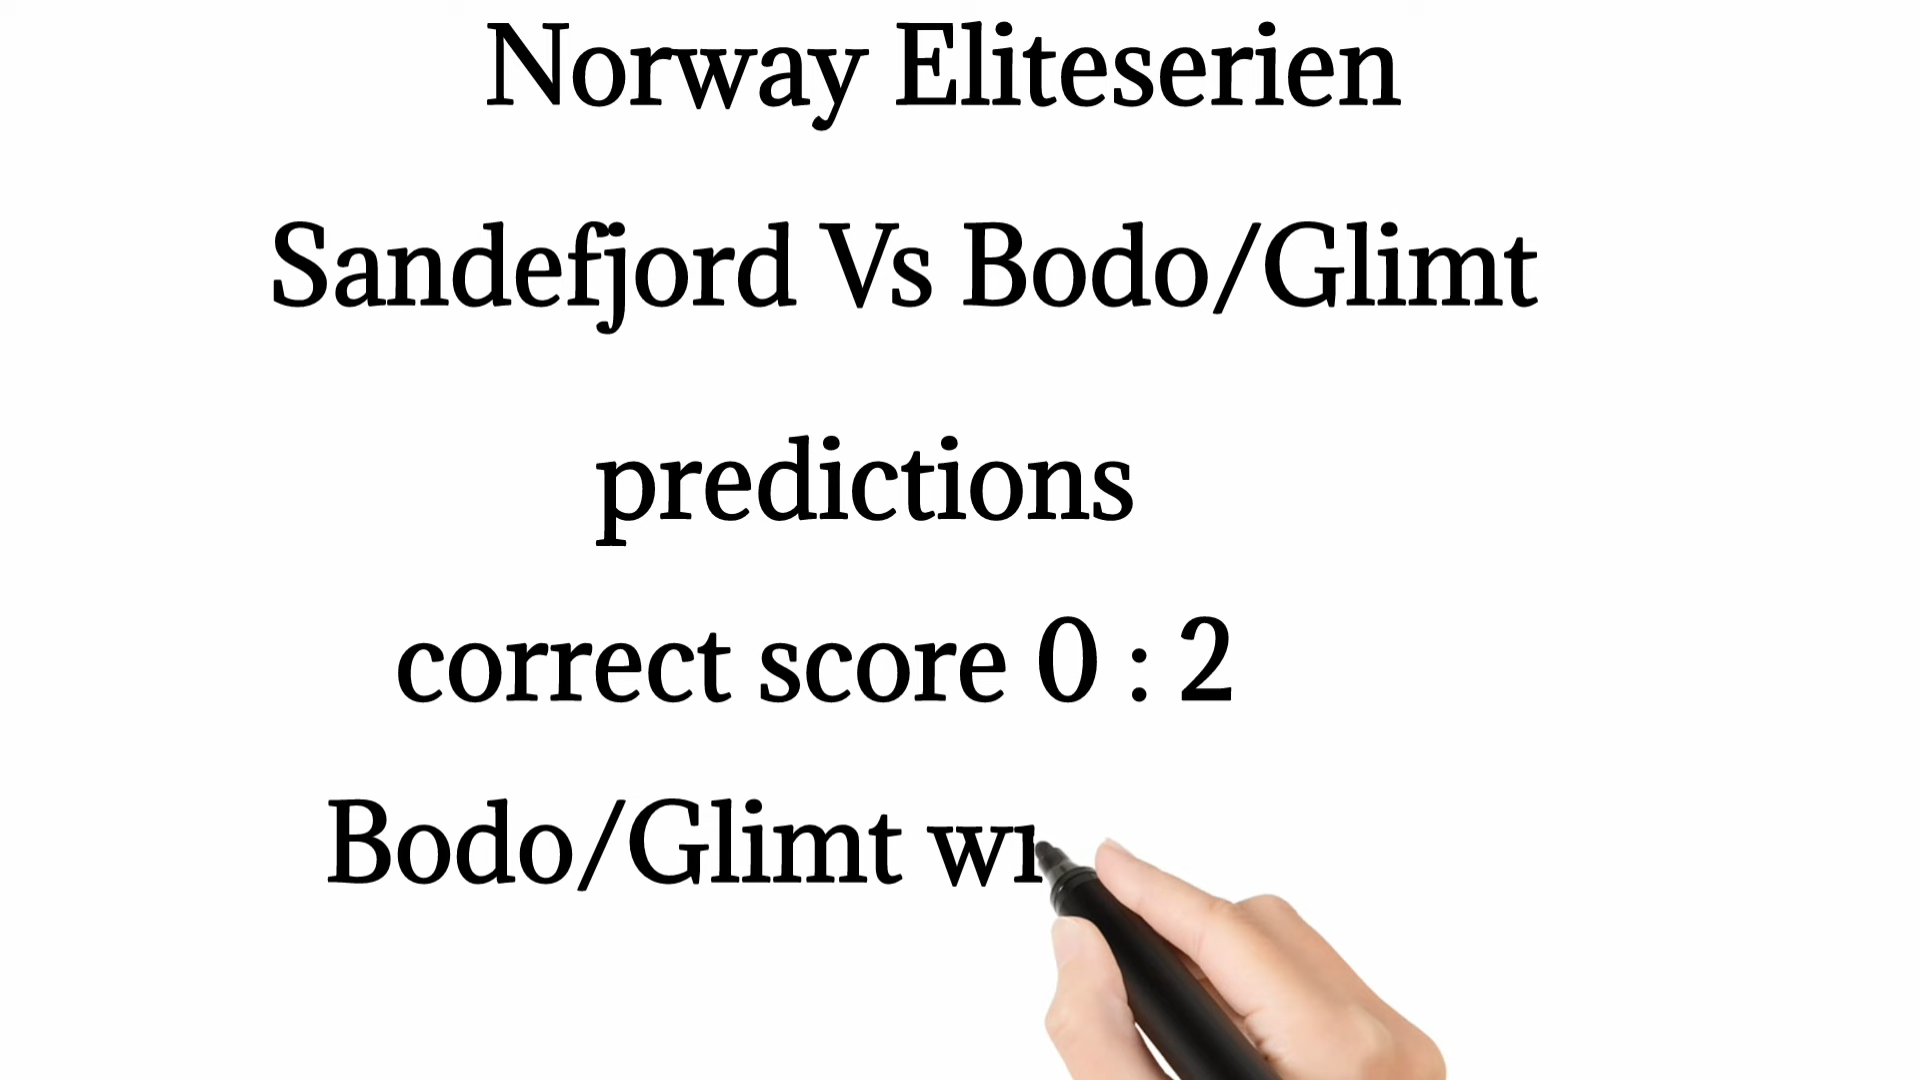 Norway Eliteserien
Sandefjord Vs Bodo/Glimt
predictions
correct score 0 : 2
Bodo/Glimt